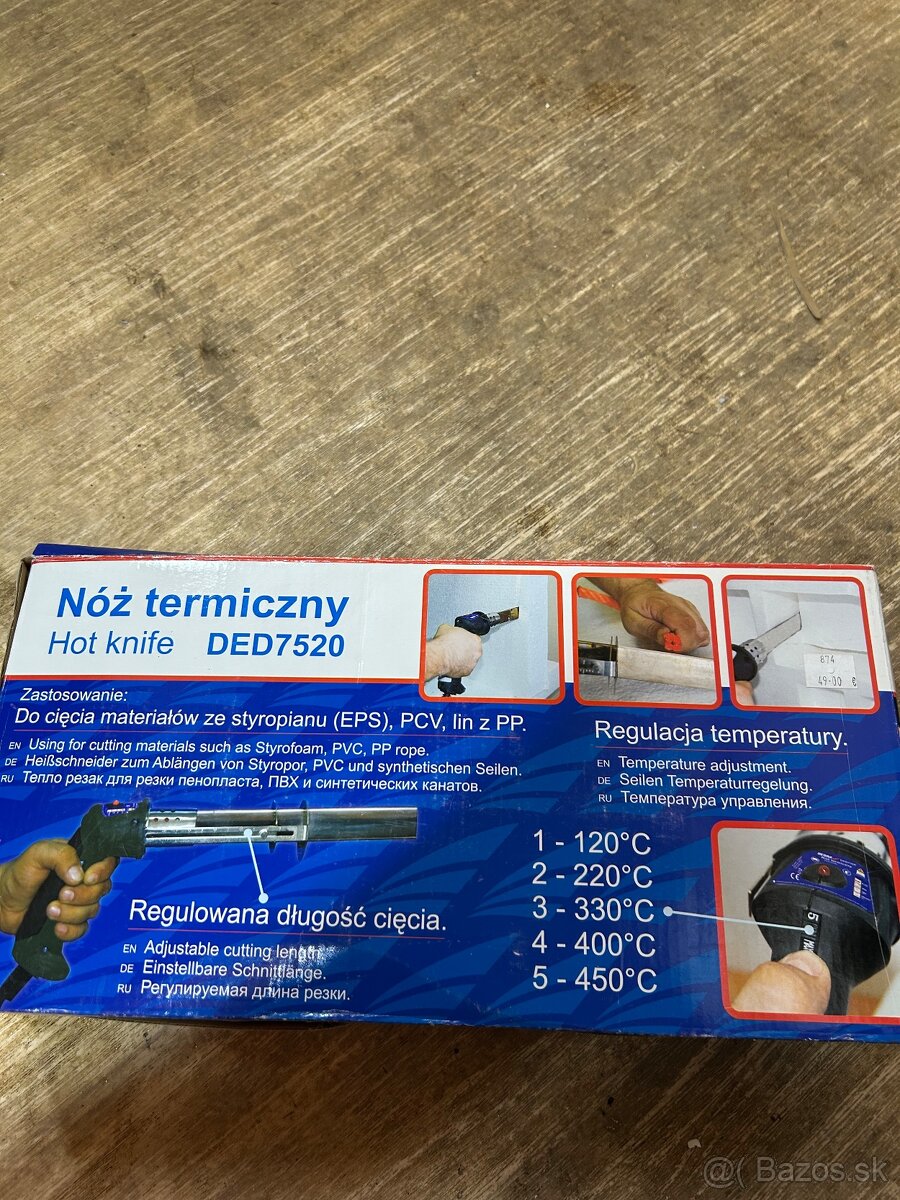 Nóż termiczny
Hot knife DED7520
874
49-00 €
Zastosowanie:
Do cięcia materiałów ze styropianu (EPS), PCV, lin z PP.
EN Using for cutting materials such as Styrofoam, PVC, PP rope.
DE Heißschneider zum Ablängen von Styropor, PVC und synthetischen Seilen.
RU Тепло резак для резки пенопласта, ПВХ и синтетических канатов.
Regulacja temperatury.
EN Temperature adjustment.
DE Seilen Temperaturregelung.
RU Температура управления.
Regulowana długość cięcia.
EN Adjustable cutting length.
DE Einstellbare Schnittlänge.
RU Регулируемая длина резки.
1 - 120°C
2 - 220°C
3 - 330°C
4 - 400°C
5 - 450°C
5
@( Bazos.sk